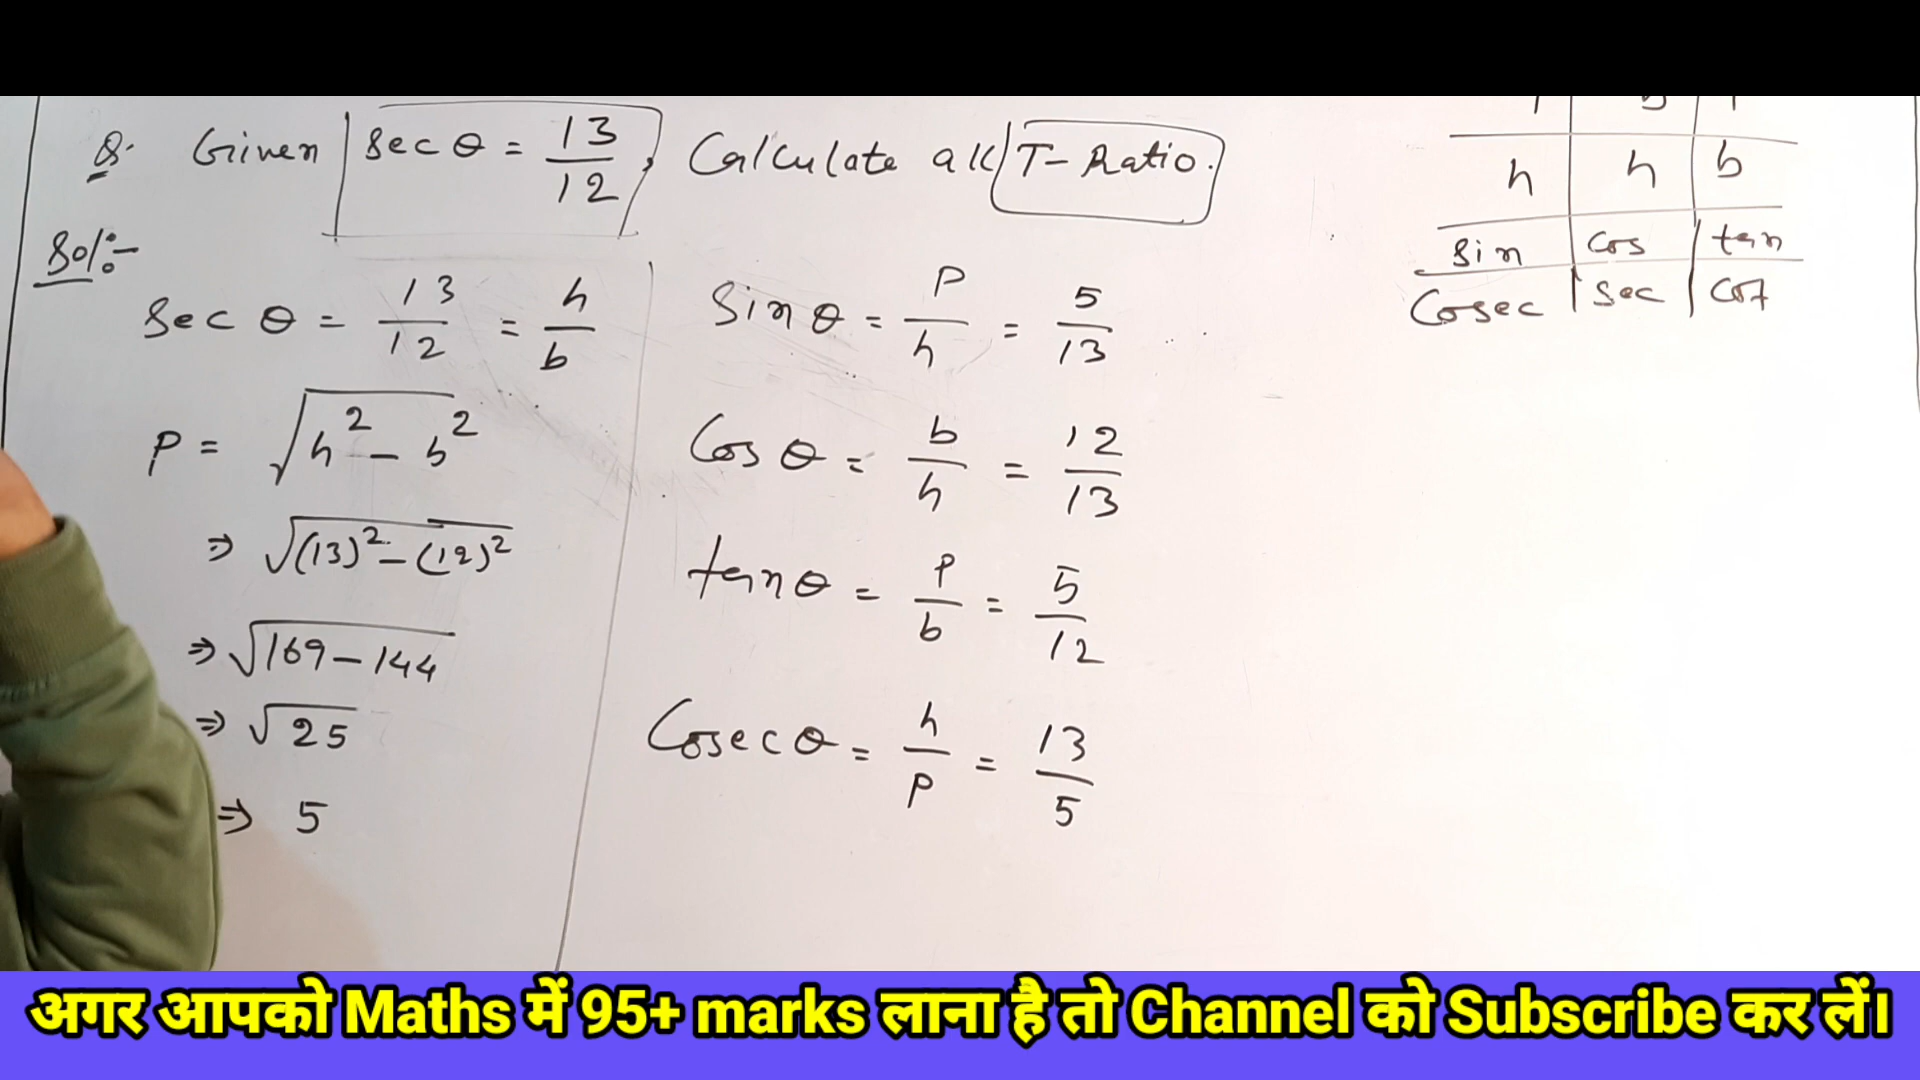 Q. Given sec θ = 13/12, Calculate all T-Ratio.
Sol:-
sec θ = 13/12 = h/b
P = √h² - b²
⇒ √(13)² - (12)²
⇒ √169 - 144
⇒ √25
⇒ 5
Sin θ = P/h = 5/13
Cos θ = b/h = 12/13
tan θ = P/b = 5/12
Cosec θ = h/P = 13/5
h | h | b
Sin | Cos | tan
Cosec | Sec | Cot
अगर आपको Maths में 95+ marks लाना है तो Channel को Subscribe कर लें।